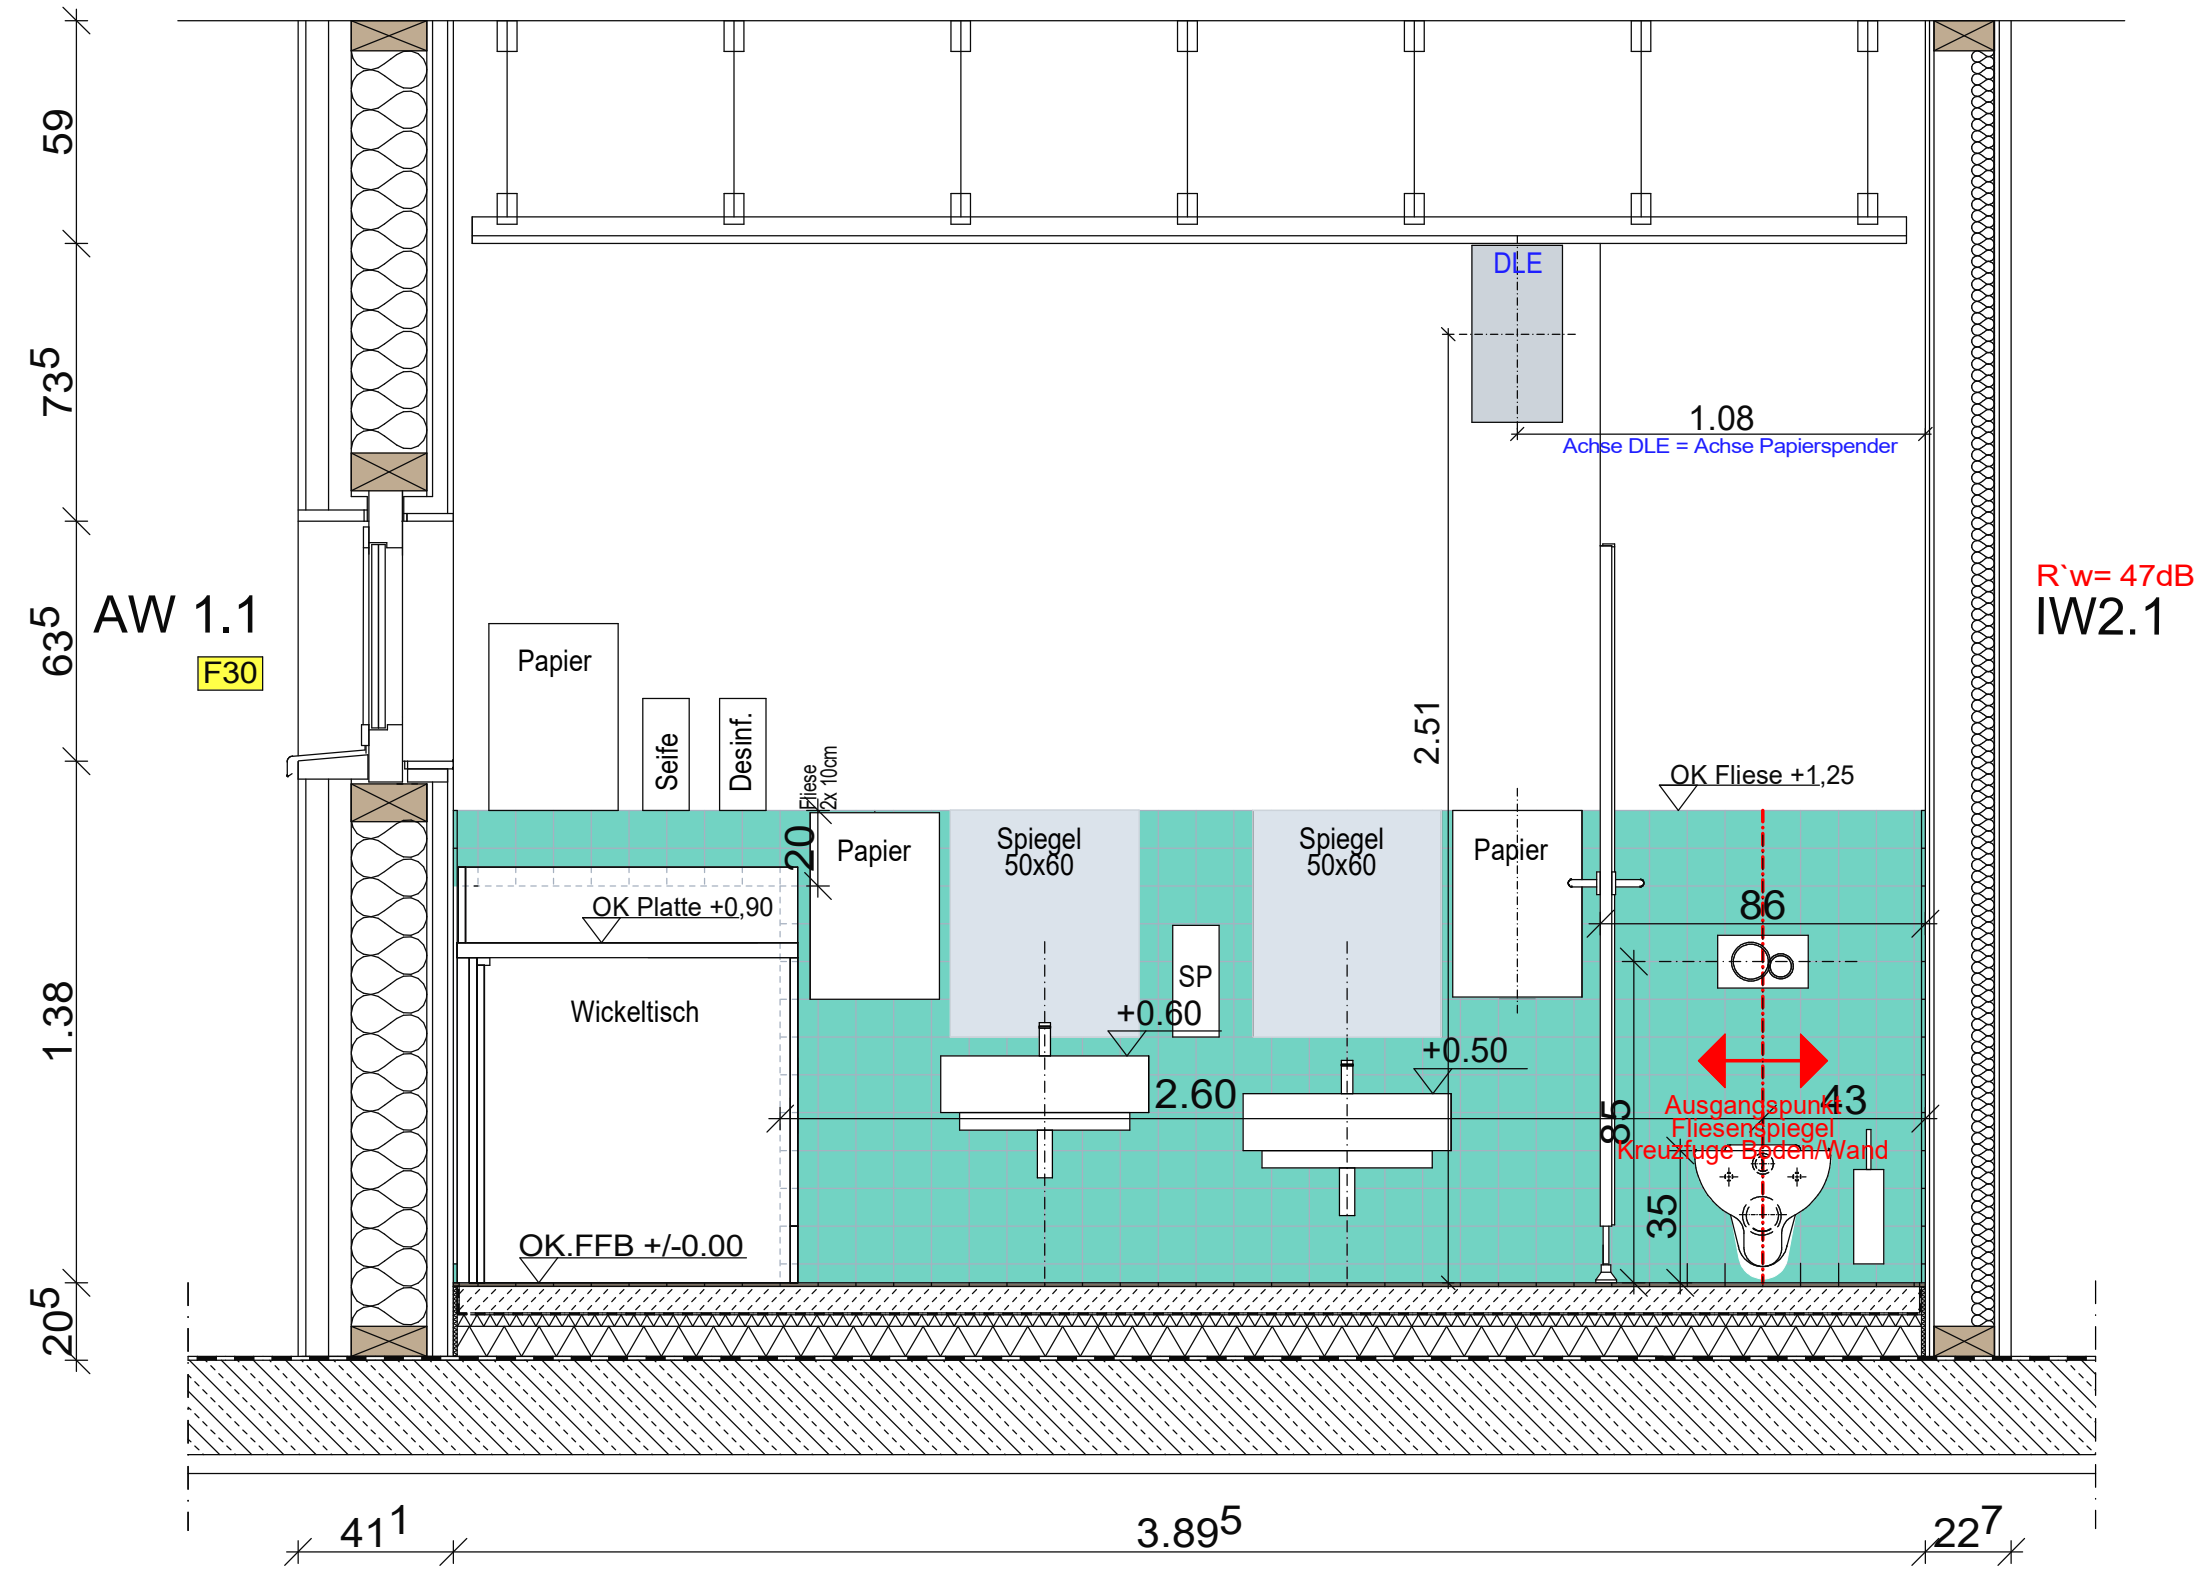 59
DLE
73⁵
1.08
Achse DLE = Achse Papierspender
R`w= 47dB
AW 1.1
IW2.1
63⁵
F30
Papier
Seife
Desinf.
Fliese
2x 10cm
2.51
OK Fliese +1,25
20
Papier
Spiegel
50x60
Spiegel
50x60
Papier
OK Platte +0,90
86
SP
Wickeltisch
+0.60
1.38
+0.50
2.60
85
43
Ausgangspunkt
Fliesenspiegel
Kreuzfuge Boden/Wand
35
OK.FFB +/-0.00
20⁵
41¹
3.89⁵
22⁷